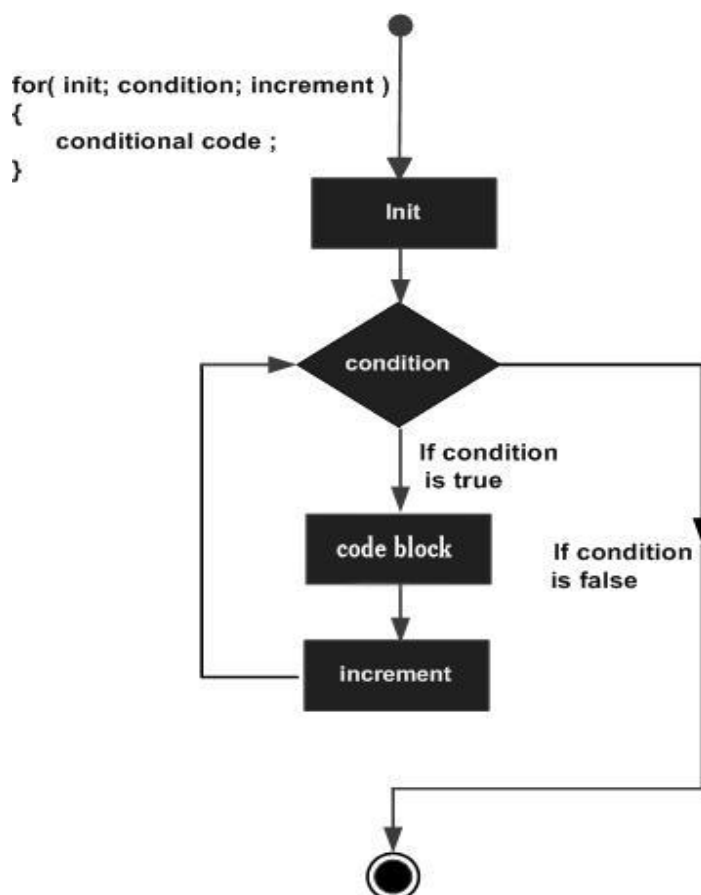 for( init; condition; increment )
{
conditional code ;
}
Init
condition
If condition
is true
code block
If condition
is false
increment